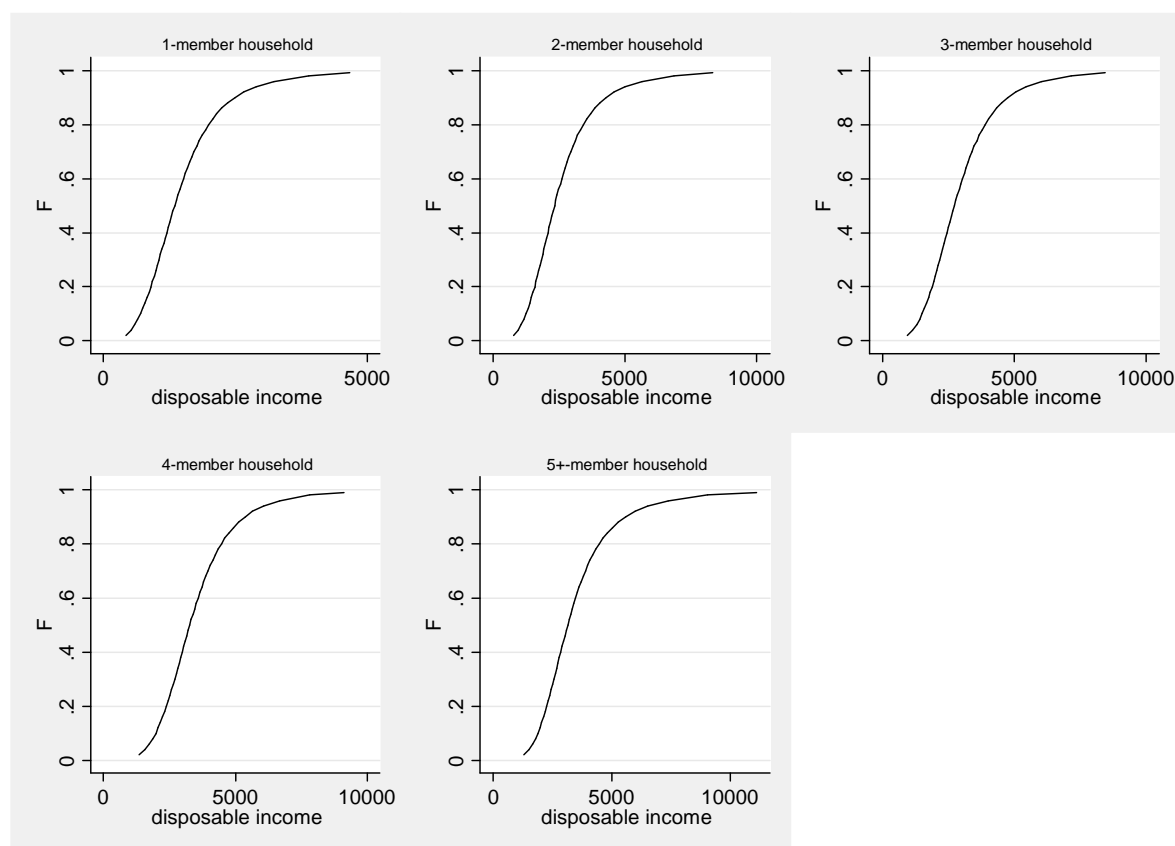 1-member household
F
0 .2 .4 .6 .8 1
0 5000
disposable income
2-member household
F
0 .2 .4 .6 .8 1
0 5000 10000
disposable income
3-member household
F
0 .2 .4 .6 .8 1
0 5000 10000
disposable income
4-member household
F
0 .2 .4 .6 .8 1
0 5000 10000
disposable income
5+-member household
F
0 .2 .4 .6 .8 1
0 5000 10000
disposable income